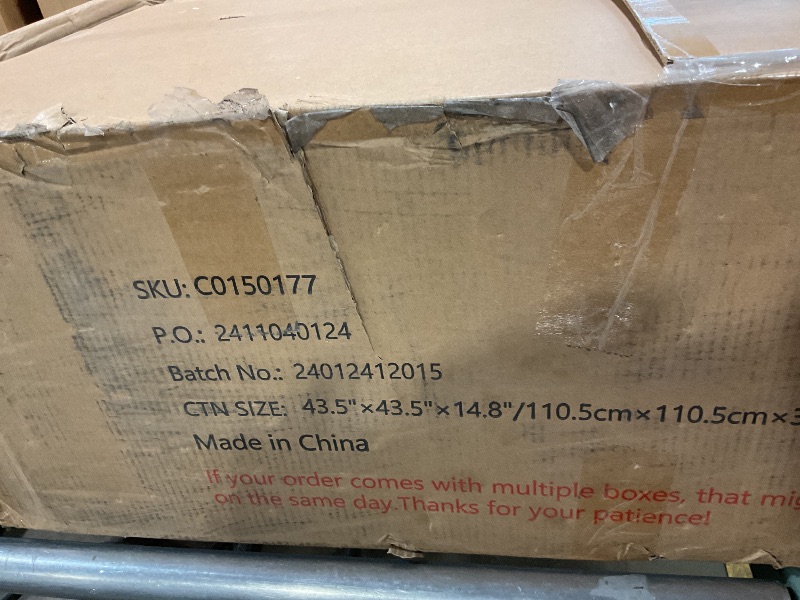 SKU: C0150177
P.O.: 2411040124
Batch No.: 24012412015
CTN SIZE: 43.5"×43.5"×14.8"/110.5cm×110.5cm×3
Made in China
If your order comes with multiple boxes, that
on the same day.Thanks for your patience!